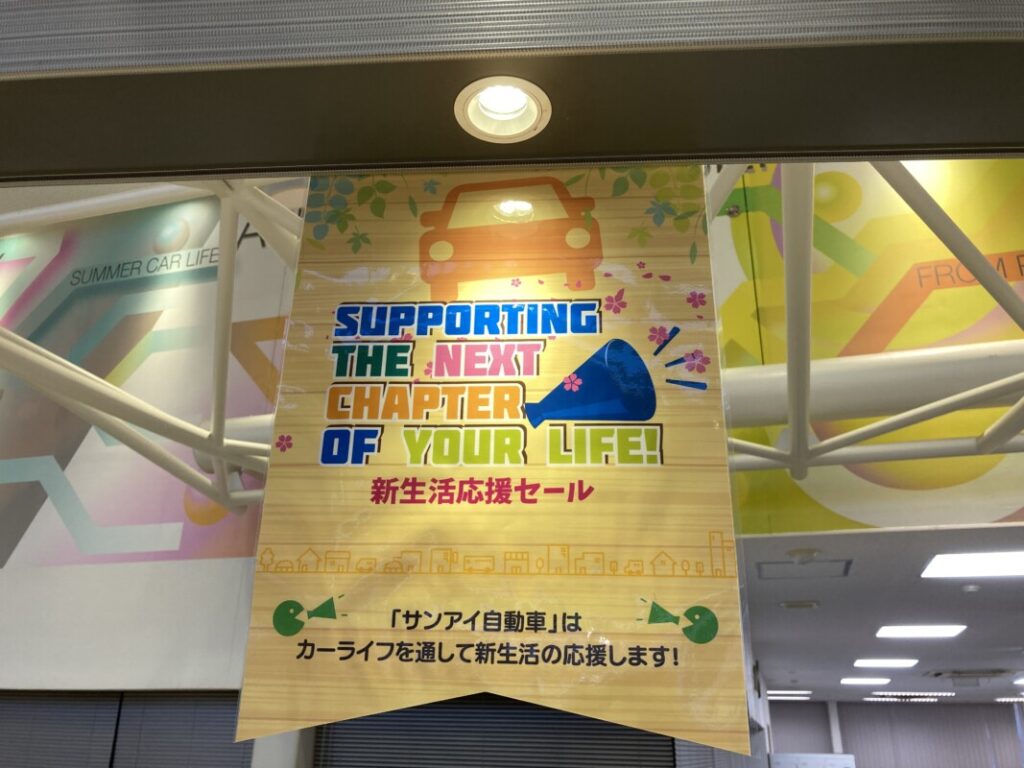 SUMMER CAR LIFE
SUPPORTING
THE NEXT
CHAPTER
OF YOUR LIFE!
新生活応援セール
「サンアイ自動車」は
カーライフを通して新生活の応援します!
FROM